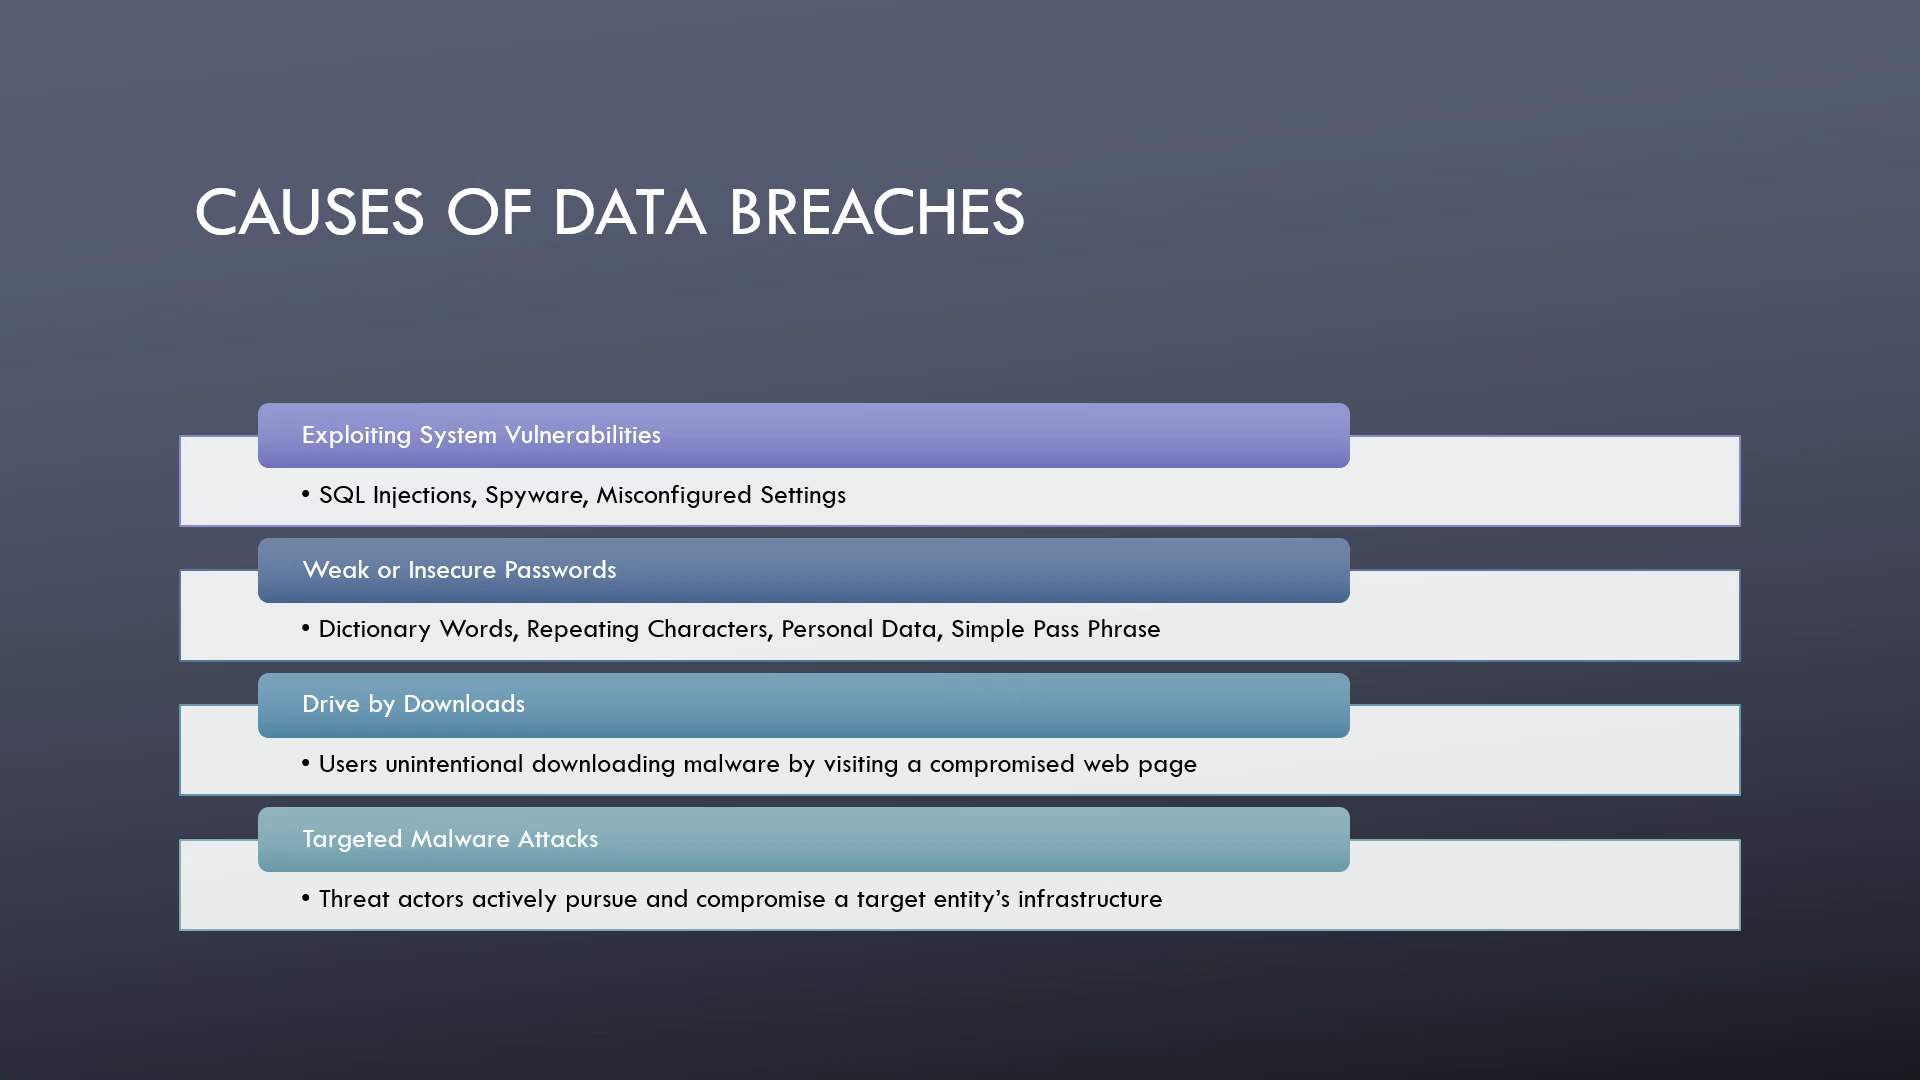 CAUSES OF DATA BREACHES
Exploiting System Vulnerabilities
• SQL Injections, Spyware, Misconfigured Settings
Weak or Insecure Passwords
• Dictionary Words, Repeating Characters, Personal Data, Simple Pass Phrase
Drive by Downloads
• Users unintentional downloading malware by visiting a compromised web page
Targeted Malware Attacks
• Threat actors actively pursue and compromise a target entity’s infrastructure